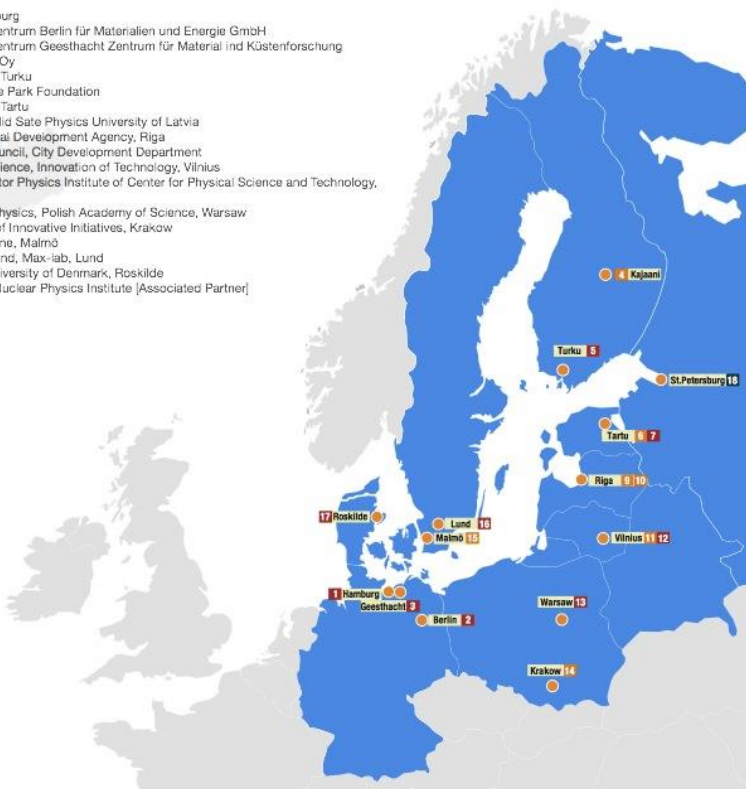 burg
entrum Berlin für Materialien und Energie GmbH
entrum Geesthacht Zentrum für Material ind Küstenforschung
Oy
Turku
e Park Foundation
Tartu
lid Sate Physics University of Latvia
al Development Agency, Riga
uncil, City Development Department
ience, Innovation of Technology, Vilnius
tor Physics Institute of Center for Physical Science and Technology,
hysics, Polish Academy of Science, Warsaw
of Innovative Initiatives, Krakow
ne, Malmö
nd, Max-lab, Lund
iversity of Denmark, Roskilde
Nuclear Physics Institute [Associated Partner]
4 Kajaani
Turku 5
St.Petersburg 18
Tartu 6 7
Riga 9 10
17 Roskilde
Lund 16
Malmö 15
Vilnius 11 12
1 Hamburg
Geesthacht 3
Berlin 2
Warsaw 13
Krakow 14